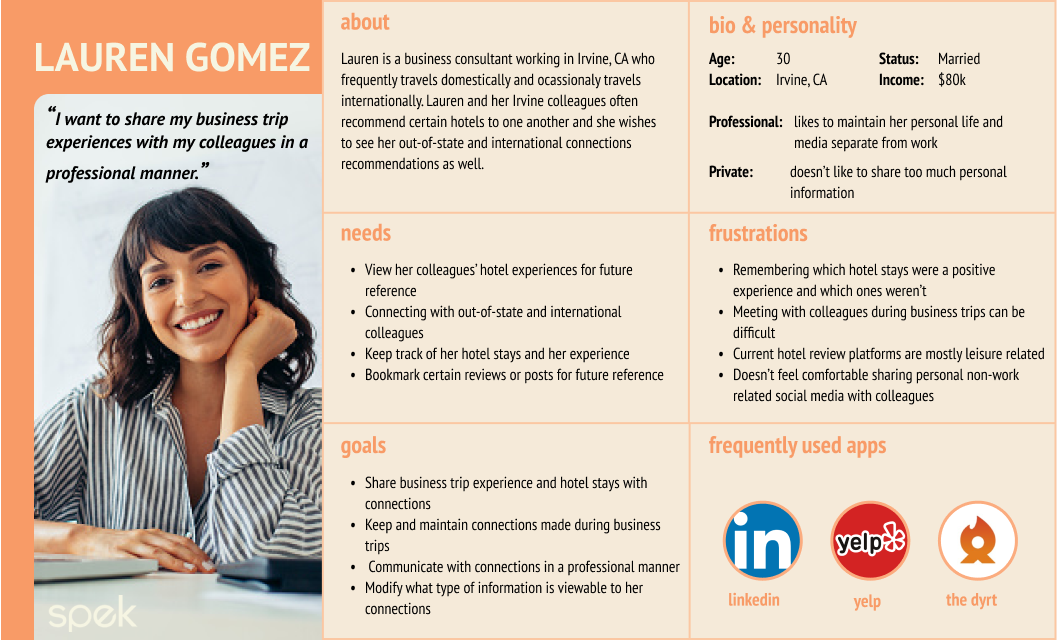 LAUREN GOMEZ
“I want to share my business trip
experiences with my colleagues in a
professional manner.”
spek
about
Lauren is a business consultant working in Irvine, CA who
frequently travels domestically and ocassionaly travels
internationally. Lauren and her Irvine colleagues often
recommend certain hotels to one another and she wishes
to see her out-of-state and international connections
recommendations as well.
bio & personality
Age: 30 Status: Married
Location: Irvine, CA Income: $80k
Professional: likes to maintain her personal life and
media separate from work
Private: doesn’t like to share too much personal
information
needs
• View her colleagues’ hotel experiences for future
reference
• Connecting with out-of-state and international
colleagues
• Keep track of her hotel stays and her experience
• Bookmark certain reviews or posts for future reference
frustrations
• Remembering which hotel stays were a positive
experience and which ones weren’t
• Meeting with colleagues during business trips can be
difficult
• Current hotel review platforms are mostly leisure related
• Doesn’t feel comfortable sharing personal non-work
related social media with colleagues
goals
• Share business trip experience and hotel stays with
connections
• Keep and maintain connections made during business
trips
• Communicate with connections in a professional manner
• Modify what type of information is viewable to her
connections
frequently used apps
in
yelp
linkedin
yelp
the dyrt